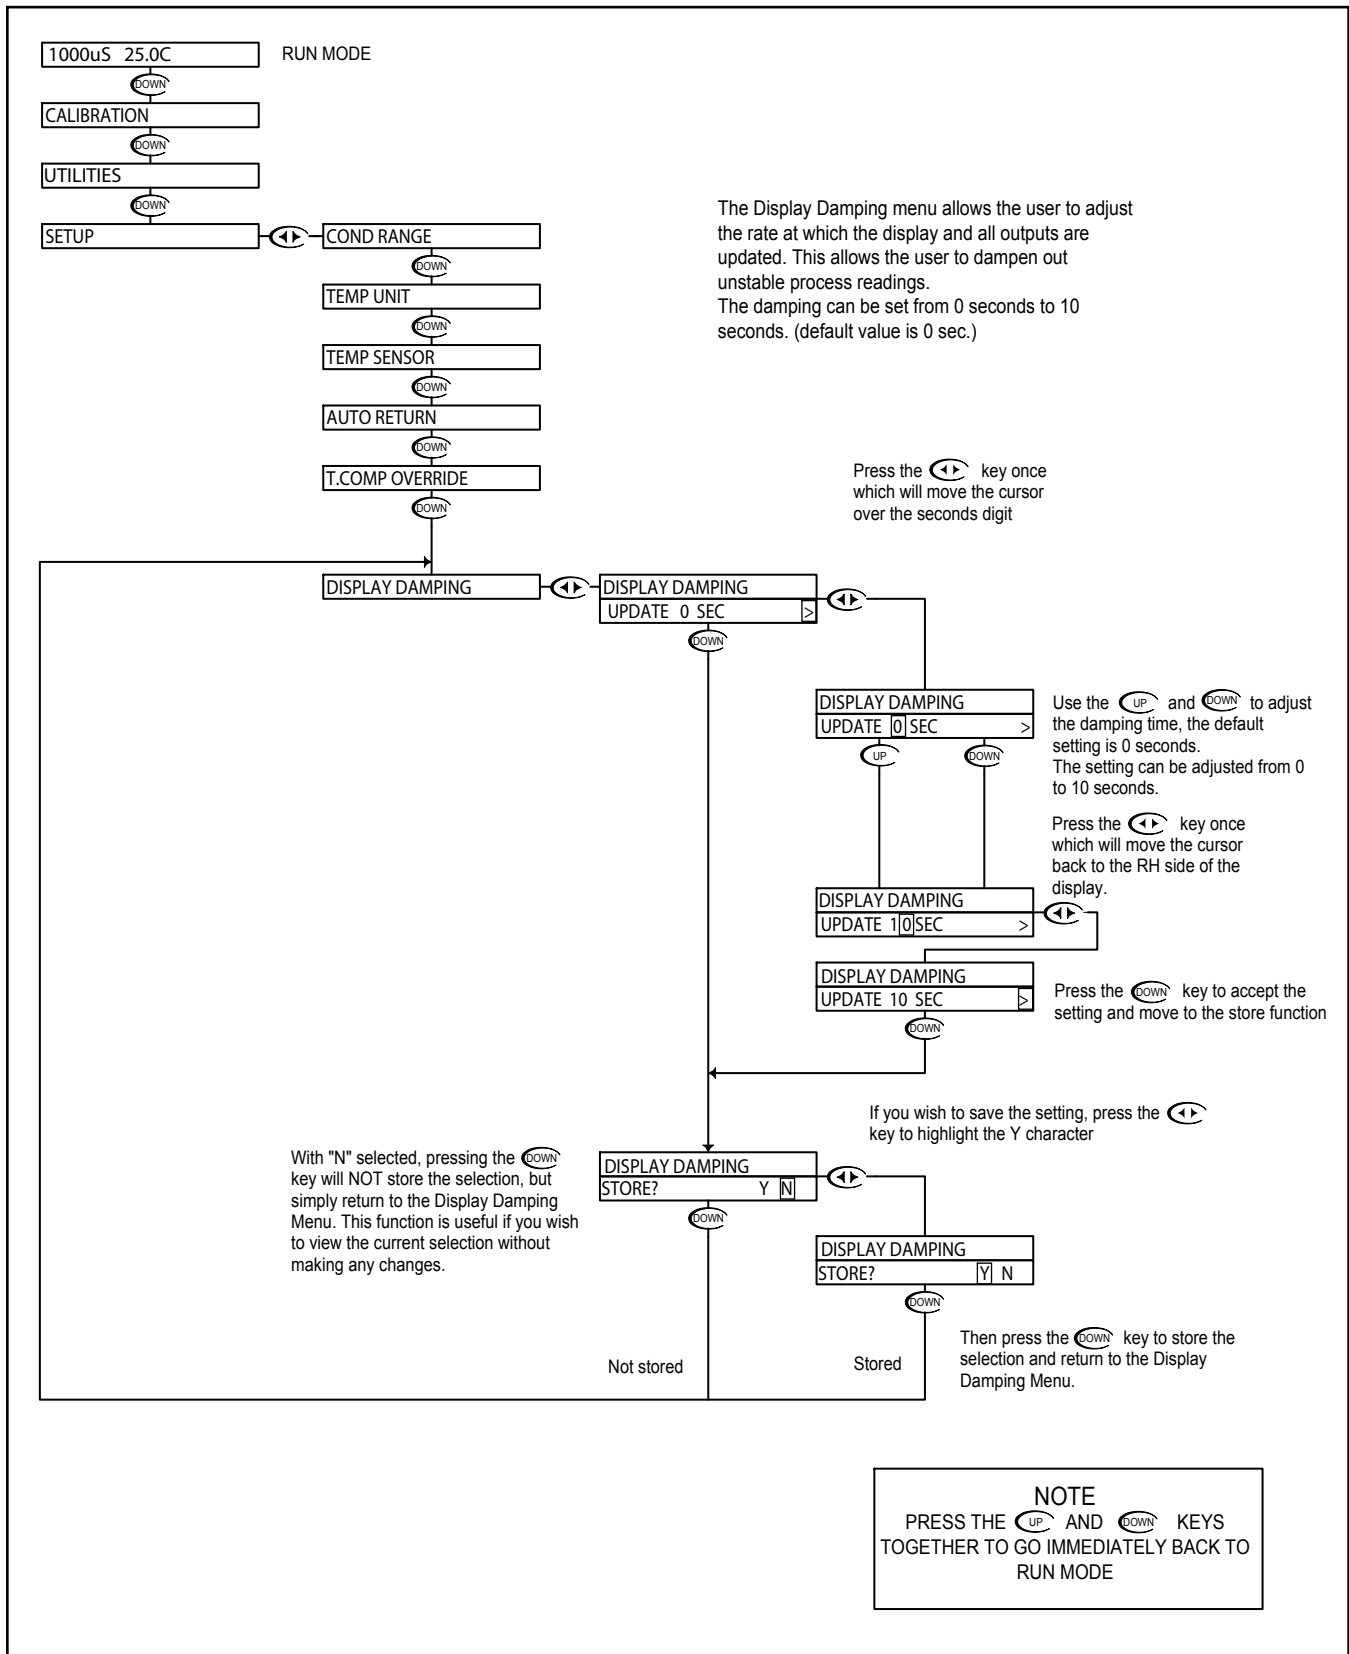 1000uS 25.0C
RUN MODE
DOWN
CALIBRATION
DOWN
UTILITIES
DOWN
SETUP
COND RANGE
DOWN
TEMP UNIT
DOWN
TEMP SENSOR
DOWN
AUTO RETURN
DOWN
T.COMP OVERRIDE
DOWN
The Display Damping menu allows the user to adjust
the rate at which the display and all outputs are
updated. This allows the user to dampen out
unstable process readings.
The damping can be set from 0 seconds to 10
seconds. (default value is 0 sec.)
Press the key once
which will move the cursor
over the seconds digit
DISPLAY DAMPING
DISPLAY DAMPING
UPDATE 0 SEC >
DOWN
DISPLAY DAMPING
UPDATE 0 SEC >
UP DOWN
Use the UP and DOWN to adjust
the damping time, the default
setting is 0 seconds.
The setting can be adjusted from 0
to 10 seconds.
Press the key once
which will move the cursor
back to the RH side of the
display.
DISPLAY DAMPING
UPDATE 10SEC >
DISPLAY DAMPING
UPDATE 10 SEC >
DOWN
Press the DOWN key to accept the
setting and move to the store function
If you wish to save the setting, press the
key to highlight the Y character
With "N" selected, pressing the DOWN
key will NOT store the selection, but
simply return to the Display Damping
Menu. This function is useful if you wish
to view the current selection without
making any changes.
DISPLAY DAMPING
STORE? Y N
DOWN
DISPLAY DAMPING
STORE? Y N
DOWN
Then press the DOWN key to store the
selection and return to the Display
Damping Menu.
Not stored
Stored
NOTE
PRESS THE UP AND DOWN KEYS
TOGETHER TO GO IMMEDIATELY BACK TO
RUN MODE